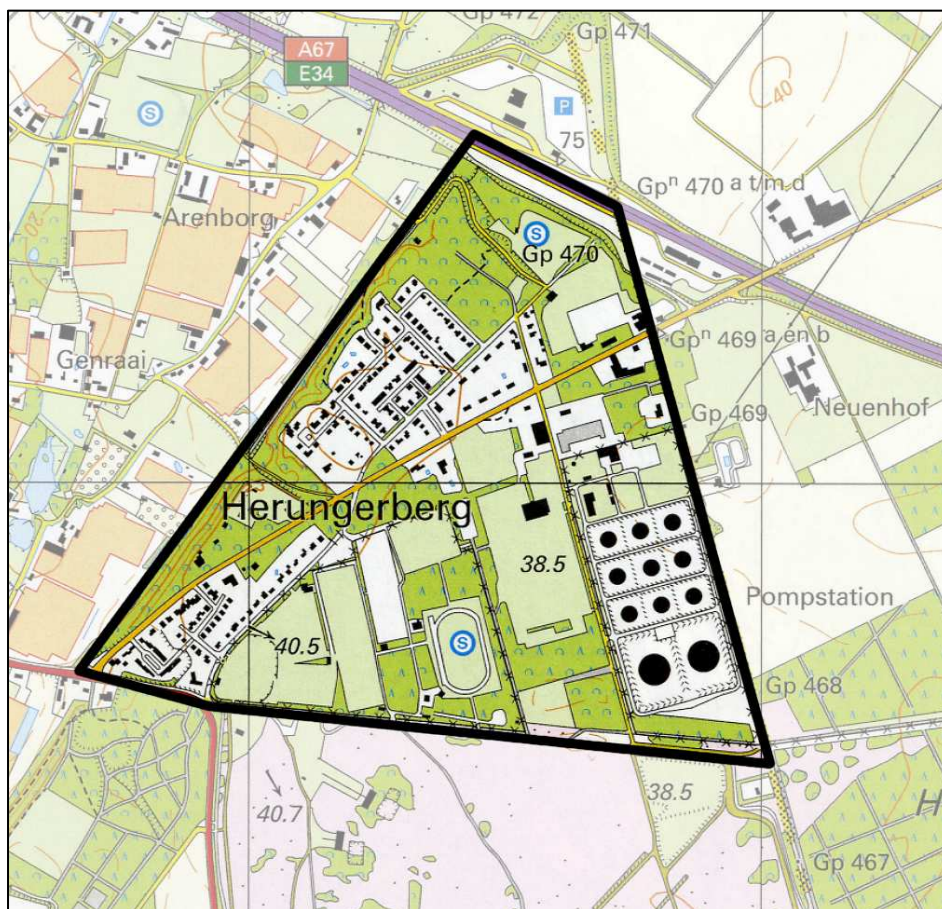 Gp 472
Gp 471
A67
E34
S
P
75
40
Gpⁿ 470 a t/m d
Arenborg
20
S
Gp 470
Gpⁿ 469 a en b
Genraai
Neuenhof
Gp 469
Herungerberg
38.5
Pompstation
40.5
S
Gp 468
40.7
38.5
H
Gp 467